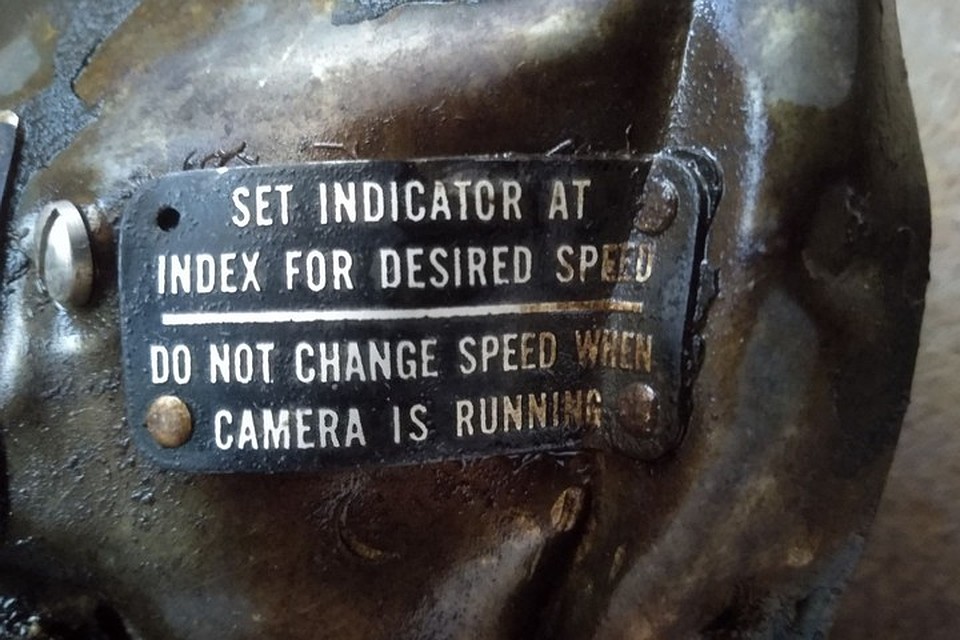 SET INDICATOR AT
INDEX FOR DESIRED SPEED
DO NOT CHANGE SPEED WHEN
CAMERA IS RUNNING